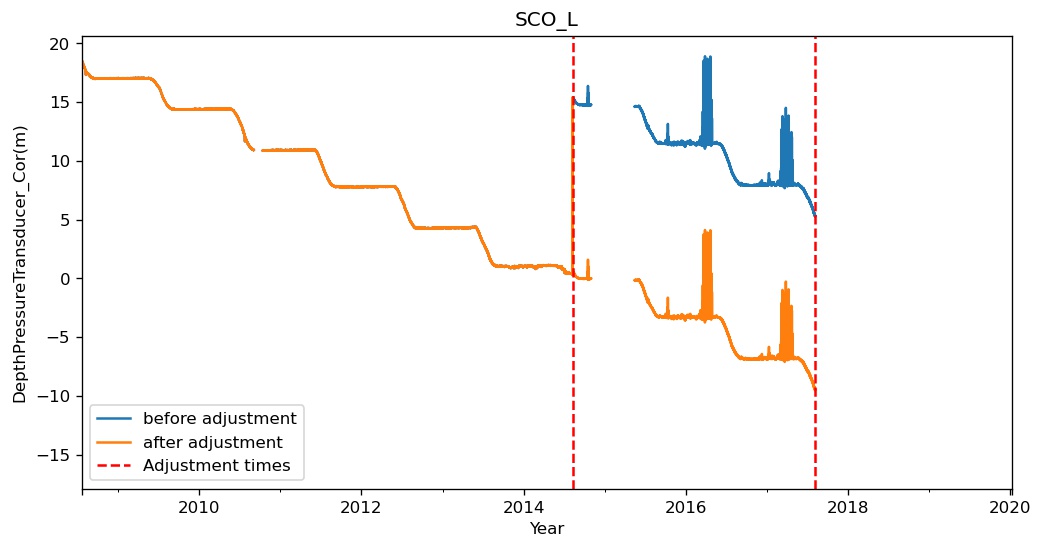 SCO_L
DepthPressureTransducer_Cor(m)
20
15
10
5
0
−5
−10
−15
before adjustment
after adjustment
Adjustment times
2010
2012
2014
2016
2018
2020
Year